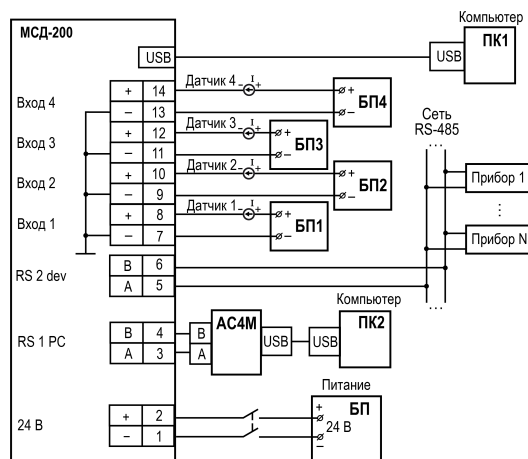 Компьютер
МСД-200
USB
USB
ПК1
Датчик 4 – I +
+ 14
Вход 4
– 13
+
–
БП4
Датчик 3 – I +
+ 12
Вход 3
– 11
+
–
БП3
Сеть
RS-485
...
Датчик 2 – I +
+ 10
Вход 2
– 9
+
–
БП2
Прибор 1
...
Датчик 1 – I +
+ 8
Вход 1
– 7
+
–
БП1
Прибор N
B 6
RS 2 dev
A 5
...
Компьютер
АС4М
ПК2
B 4
RS 1 PC
A 3
B
A
USB
USB
Питание
+ 2
24 В
– 1
+
БП
24 В
–